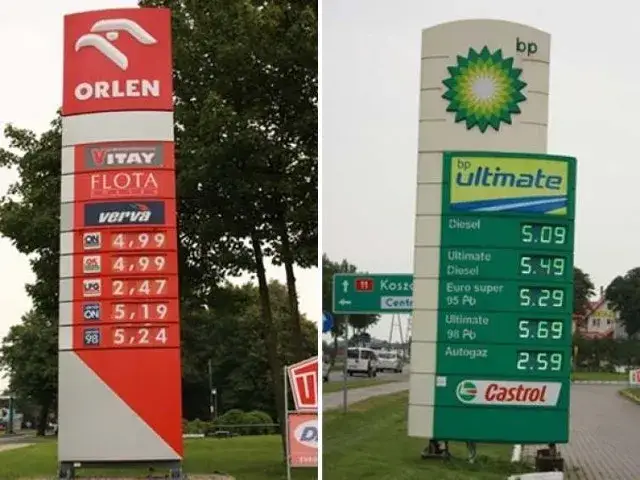 ORLEN
VITAY
FLOTA
verva
ON 4,99
4,99
LPG 2,47
ON 5,19
98 5,24
bp
bp
ultimate
Diesel 5.09
Ultimate
Diesel 5.49
Euro super
95 Pb 5.29
Ultimate
98 Pb 5.69
Autogaz 2.59
Castrol
11 Kosz
Centr